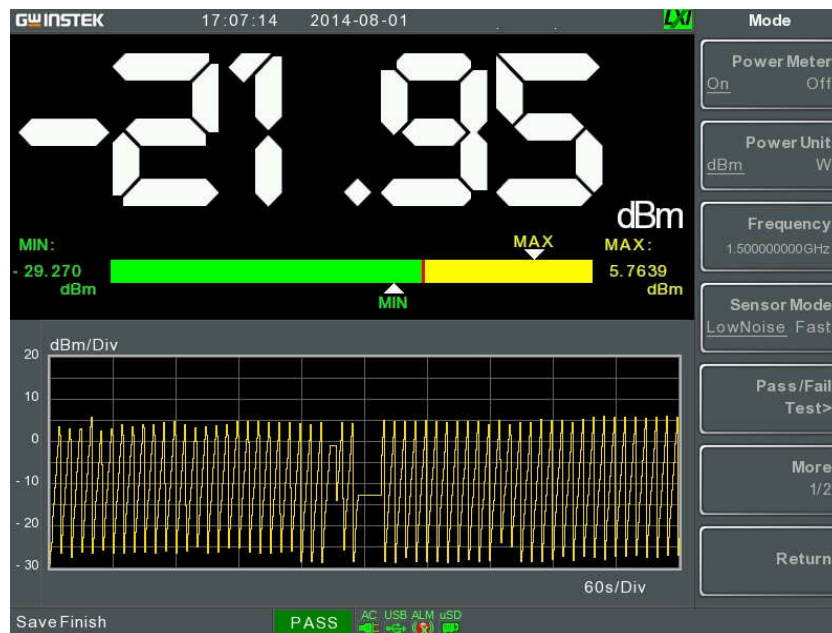 GWINSTEK 17:07:14 2014-08-01 LXI
-21.95
dBm
MIN:
- 29.270
dBm
MAX
MIN
MAX:
5.7639
dBm
dBm/Div
20
10
0
- 10
- 20
- 30
60s/Div
Save Finish PASS AC USB ALM uSD
Mode
Power Meter
On Off
Power Unit
dBm W
Frequency
1.500000000GHz
Sensor Mode
LowNoise Fast
Pass/Fail
Test>
More
1/2
Return